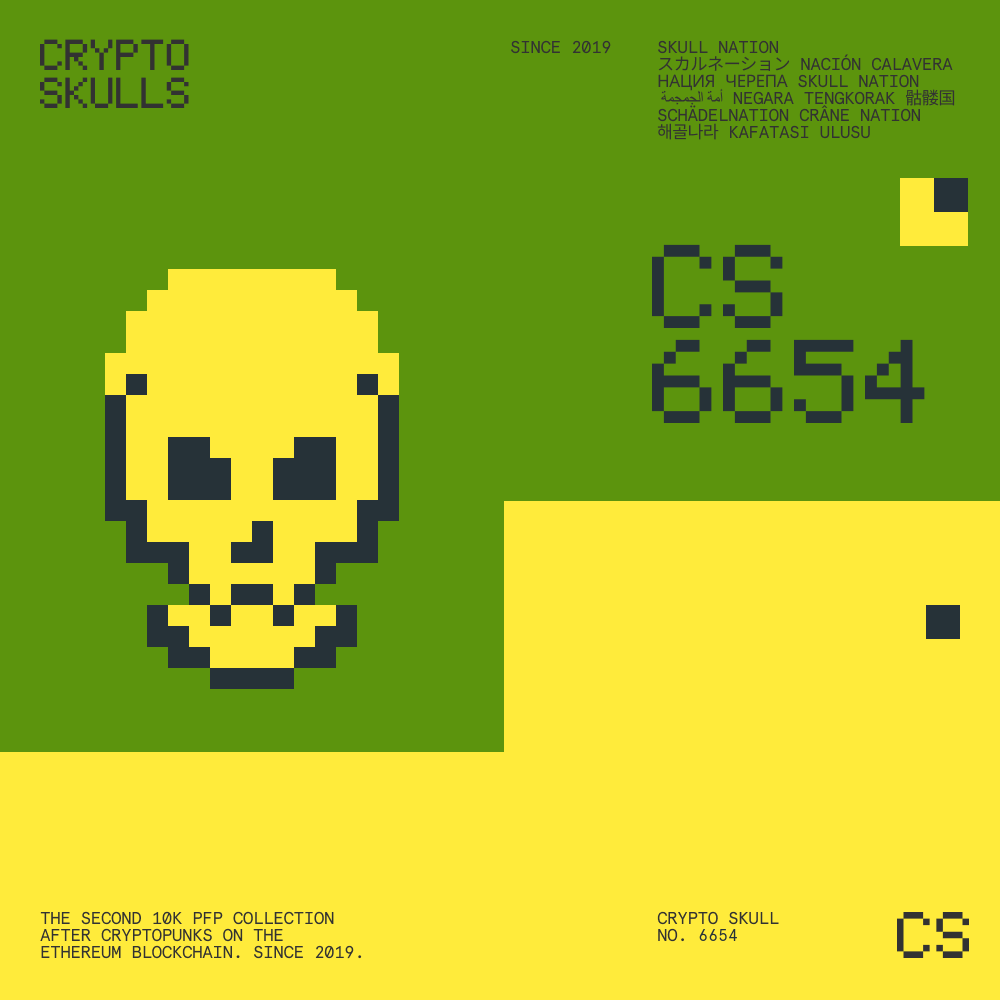 CRYPTO
SKULLS
SINCE 2019
SKULL NATION
スカルネーション NACIÓN CALAVERA
НАЦИЯ ЧЕРЕПА SKULL NATION
أمة الجمجمة NEGARA TENGKORAK 骷髅国
SCHÄDELNATION CRÂNE NATION
해골나라 KAFATASI ULUSU
CS
6654
THE SECOND 10K PFP COLLECTION
AFTER CRYPTOPUNKS ON THE
ETHEREUM BLOCKCHAIN. SINCE 2019.
CRYPTO SKULL
NO. 6654
CS